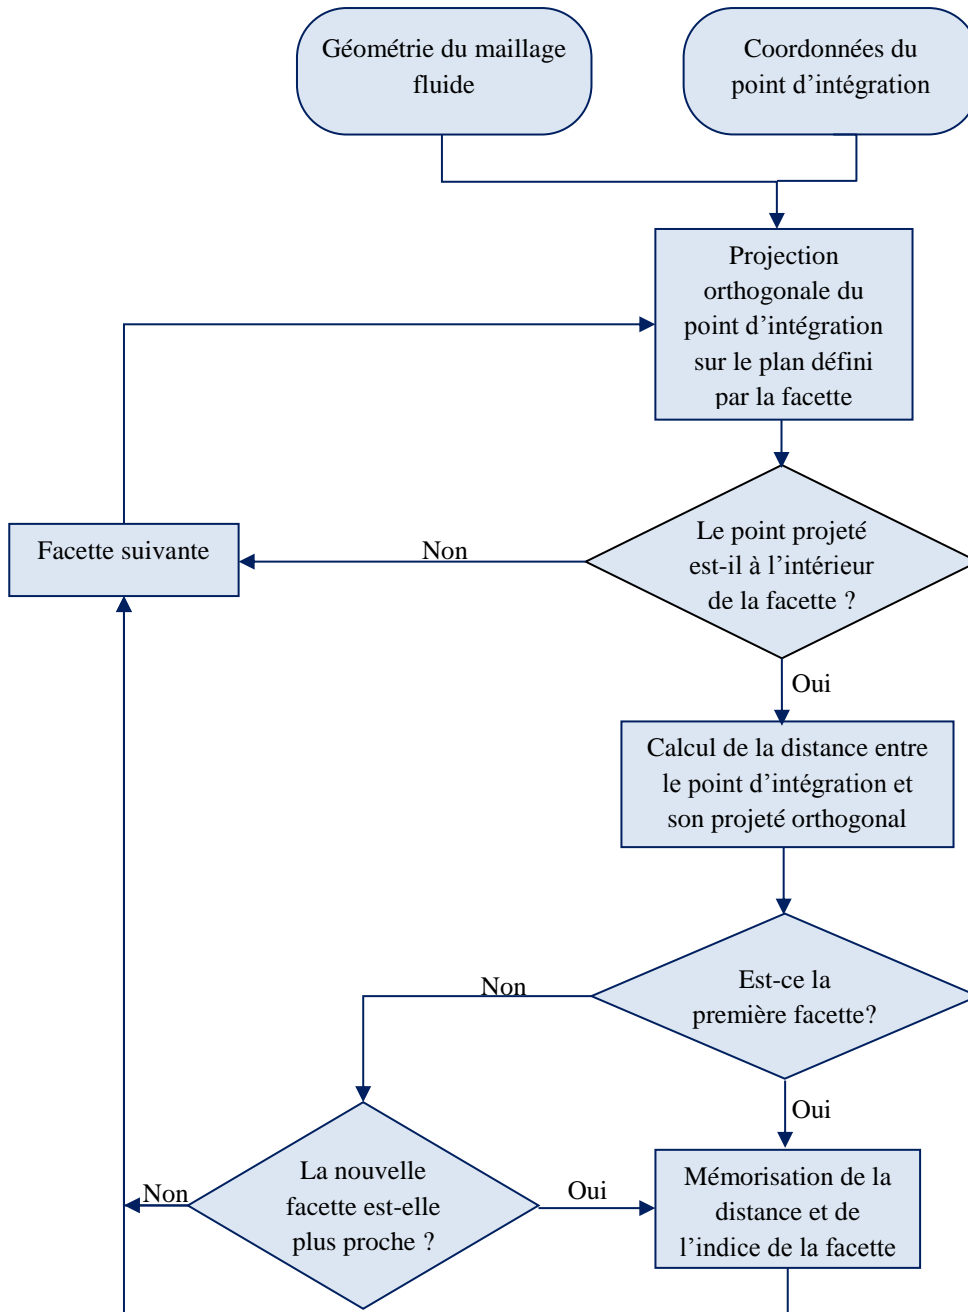 Géométrie du maillage
fluide
Coordonnées du
point d’intégration
Projection
orthogonale du
point d’intégration
sur le plan défini
par la facette
Facette suivante
Non
Le point projeté
est-il à l’intérieur
de la facette ?
Oui
Calcul de la distance entre
le point d’intégration et
son projeté orthogonal
Non
Est-ce la
première facette?
Oui
Non
La nouvelle
facette est-elle
plus proche ?
Oui
Mémorisation de la
distance et de
l’indice de la facette